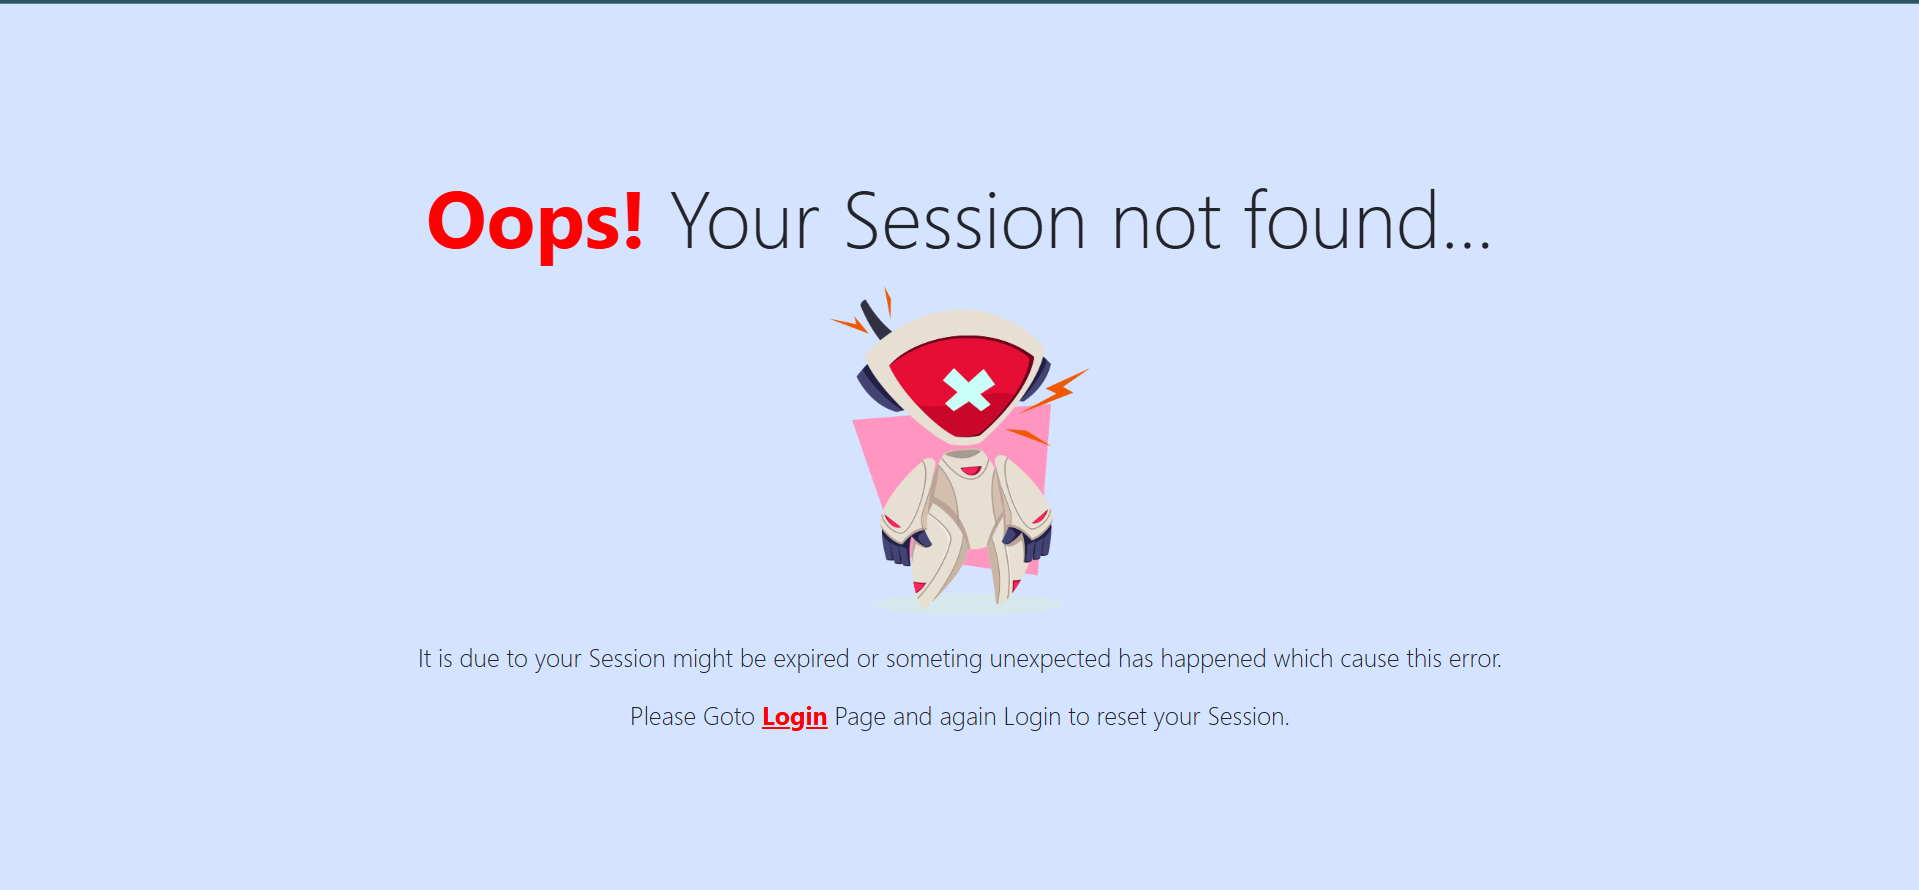 Oops! Your Session not found...
It is due to your Session might be expired or someting unexpected has happened which cause this error.
Please Goto Login Page and again Login to reset your Session.